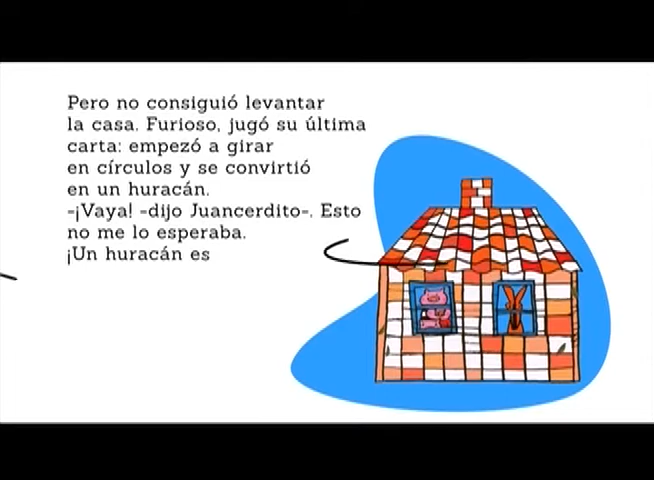 Pero no consiguió levantar
la casa. Furioso, jugó su última
carta: empezó a girar
en círculos y se convirtió
en un huracán.
-¡Vaya! -dijo Juancerdito-. Esto
no me lo esperaba.
¡Un huracán es